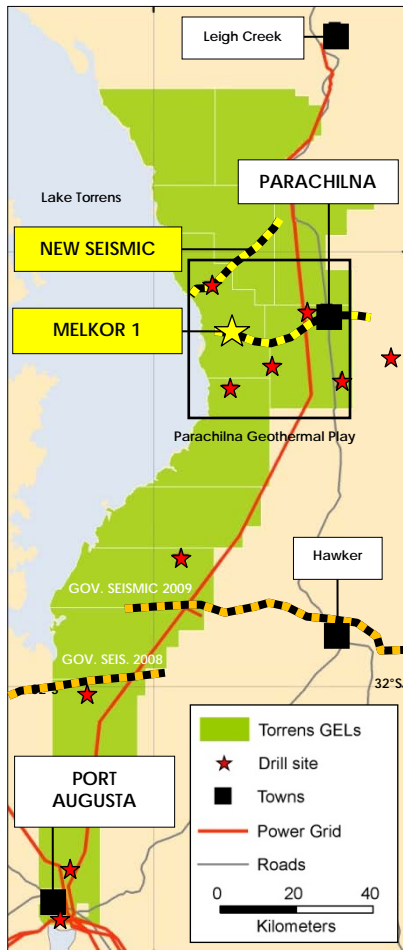 Leigh Creek
Lake Torrens
PARACHILNA
NEW SEISMIC
MELKOR 1
Parachilna Geothermal Play
GOV. SEISMIC 2009
Hawker
GOV. SEIS. 2008
32°S
PORT
AUGUSTA
Torrens GELs
Drill site
Towns
Power Grid
Roads
0 20 40
Kilometers